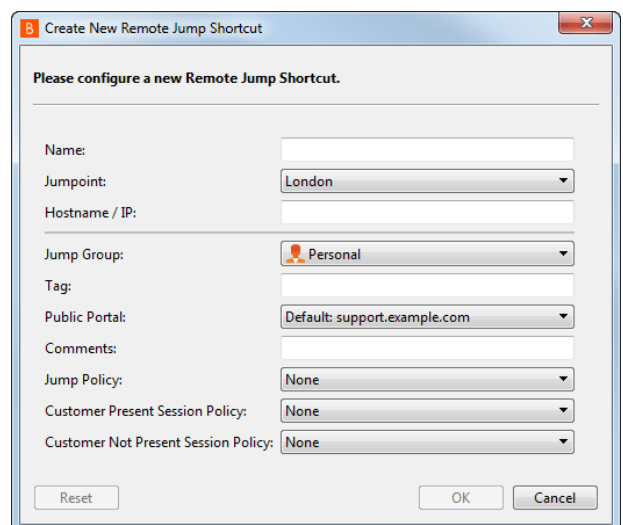 B Create New Remote Jump Shortcut
Please configure a new Remote Jump Shortcut.
Name:
Jumpoint: London
Hostname / IP:
Jump Group: Personal
Tag:
Public Portal: Default: support.example.com
Comments:
Jump Policy: None
Customer Present Session Policy: None
Customer Not Present Session Policy: None
Reset OK Cancel